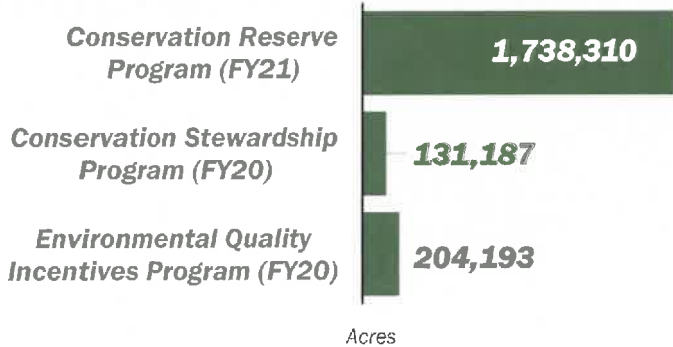 Conservation Reserve
Program (FY21)
1,738,310
Conservation Stewardship
Program (FY20)
131,187
Environmental Quality
Incentives Program (FY20)
204,193
Acres